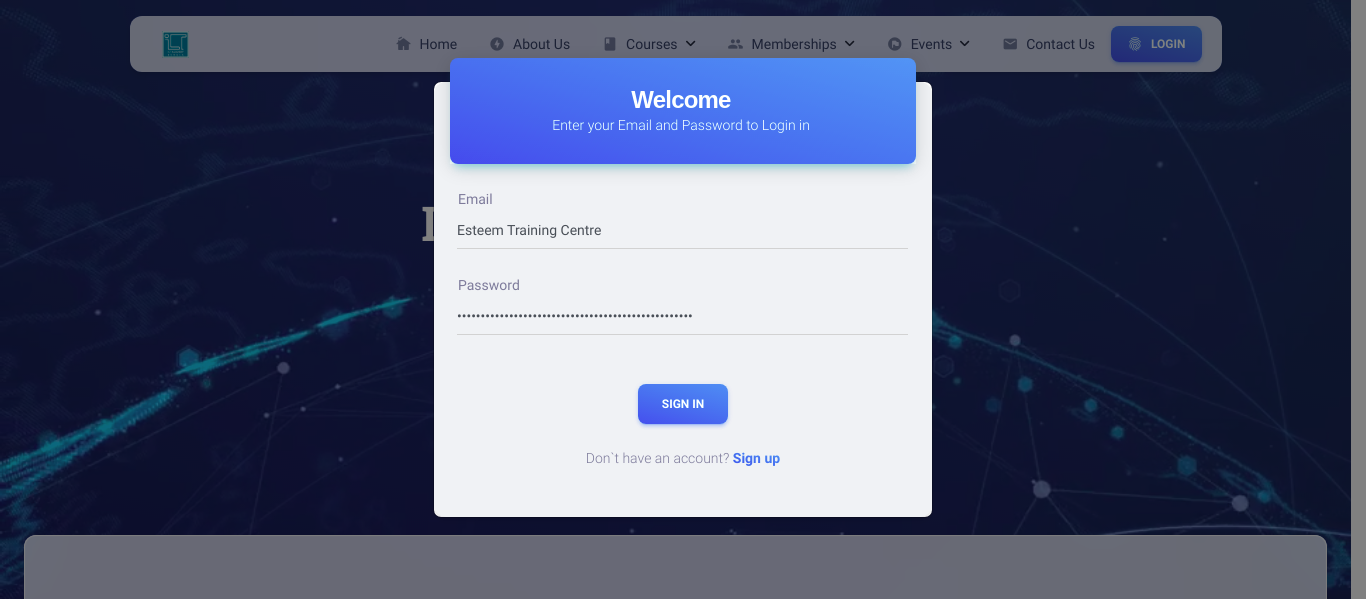 Home
About Us
Courses
Memberships
Events
Contact Us
LOGIN
Welcome
Enter your Email and Password to Login in
Email
Esteem Training Centre
Password
••••••••••••••••••••••••••••••••••••••••••••••••••
SIGN IN
Don`t have an account? Sign up